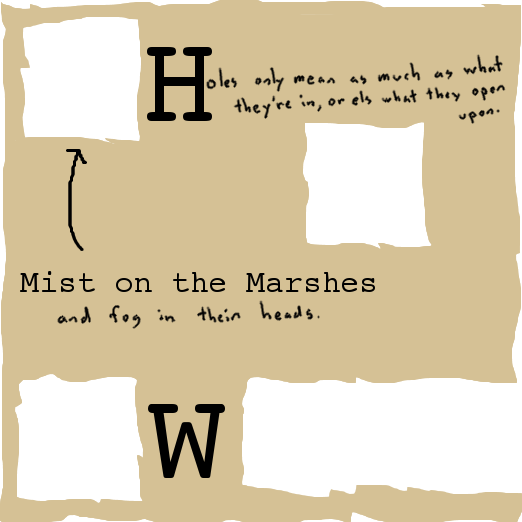 Holes only mean as much as what
they're in, or els what they open
upon.
Mist on the Marshes
and fog in thein heads.
W